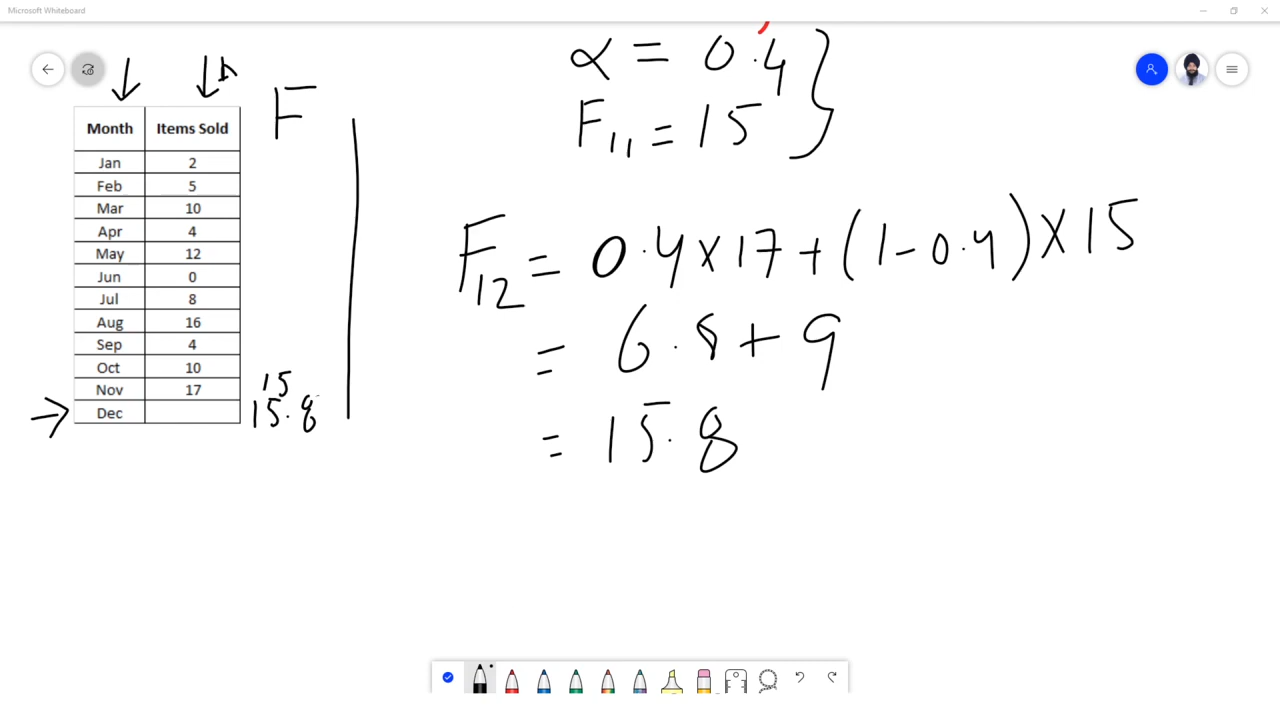 Microsoft Whiteboard
α = 0.4
F11 = 15
F
Month Items Sold
Jan 2
Feb 5
Mar 10
Apr 4
May 12
Jun 0
Jul 8
Aug 16
Sep 4
Oct 10
Nov 17 15
Dec 15.8
F12 = 0.4×17+(1-0.4)×15
= 6.8+9
= 15.8